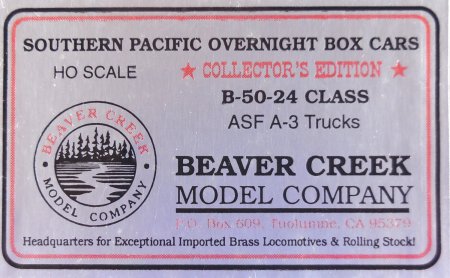 SOUTHERN PACIFIC OVERNIGHT BOX CARS
HO SCALE
★ COLLECTOR'S EDITION ★
B-50-24 CLASS
ASF A-3 Trucks
BEAVER CREEK
MODEL COMPANY
BEAVER CREEK
MODEL COMPANY
P.O. Box 609, Tuolumne, CA 95379
Headquarters for Exceptional Imported Brass Locomotives & Rolling Stock!